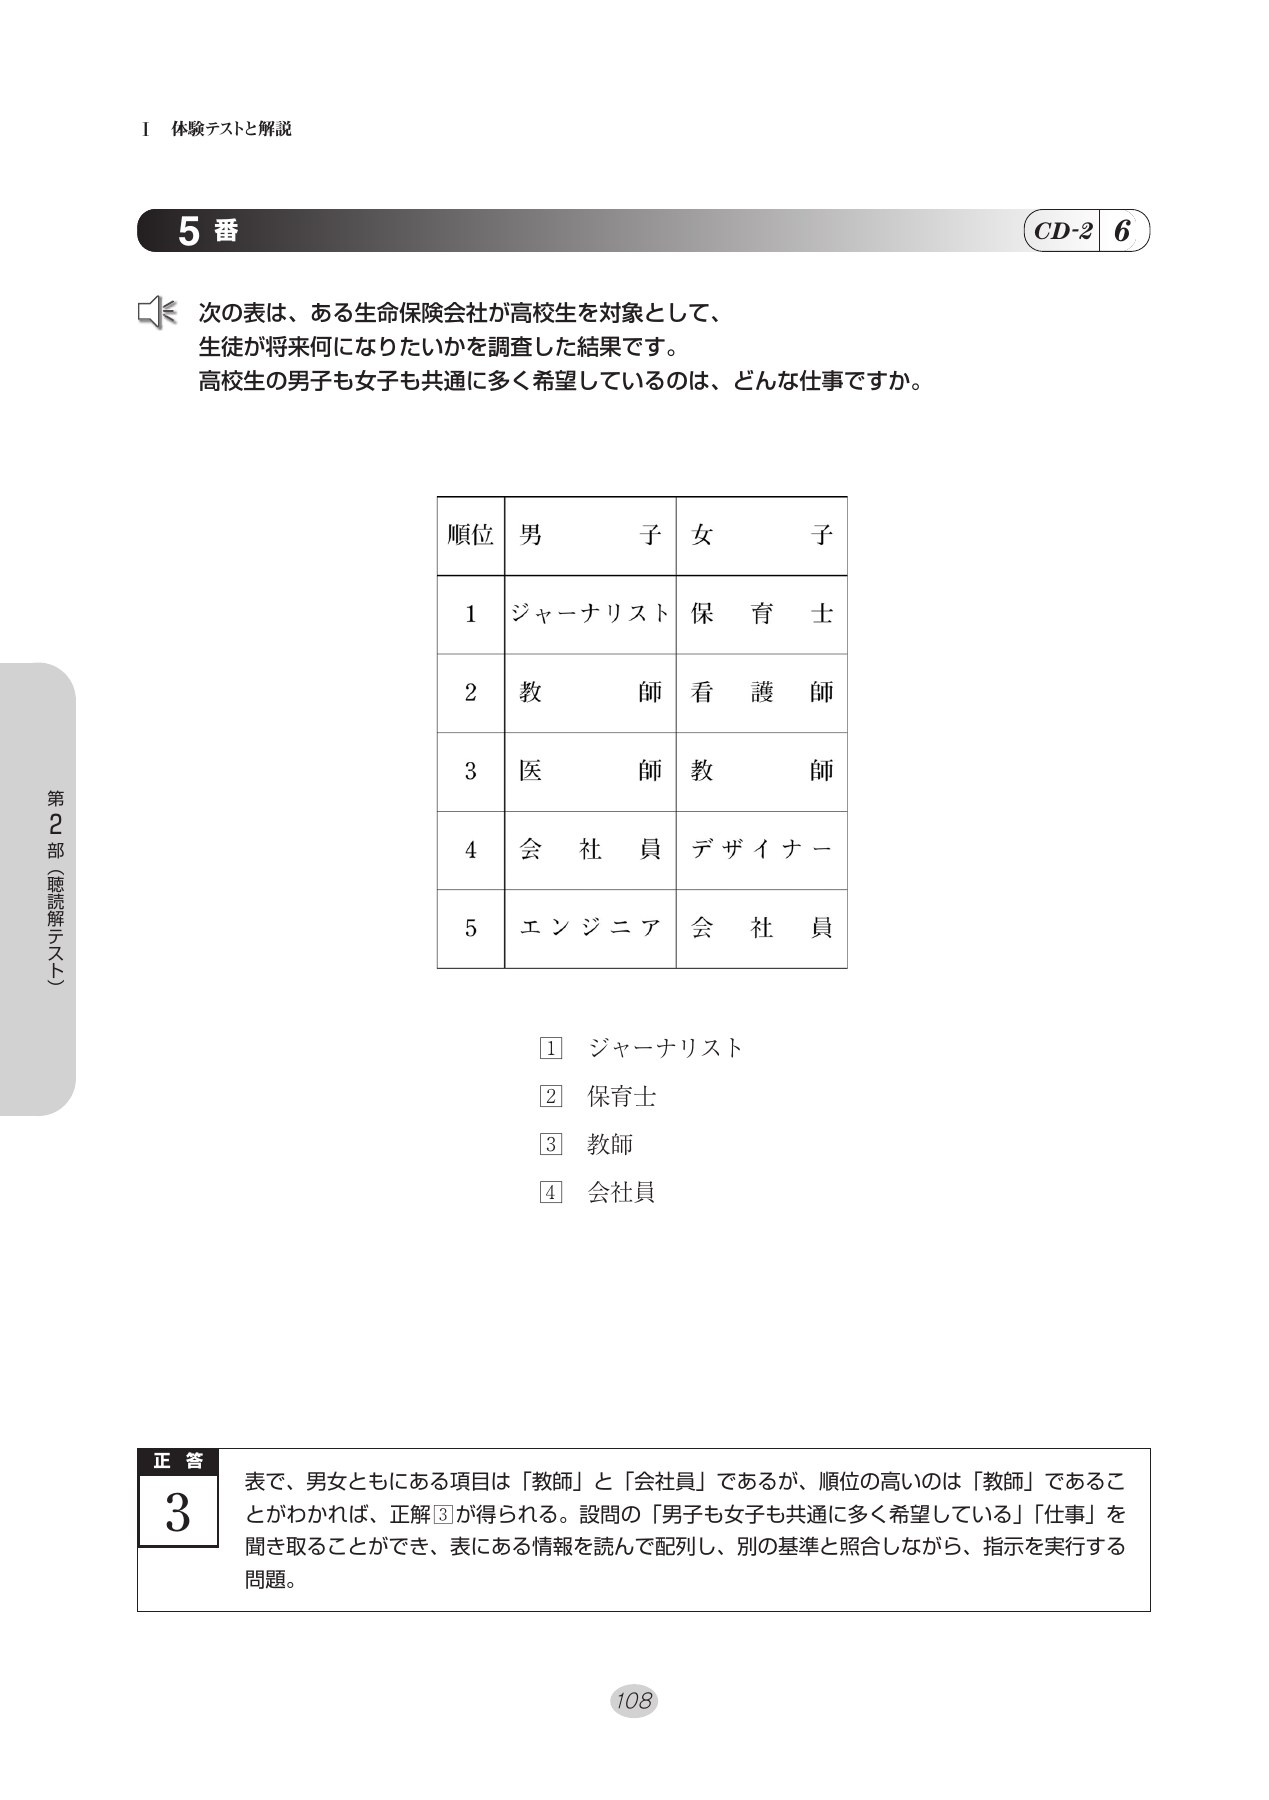 I 体験テストと解説
5 番
CD-2 6
次の表は、ある生命保険会社が高校生を対象として、
生徒が将来何になりたいかを調査した結果です。
高校生の男子も女子も共通に多く希望しているのは、どんな仕事ですか。
順位 男子 女子
1 ジャーナリスト 保育士
2 教師 看護師
3 医師 教師
4 会社員 デザイナー
5 エンジニア 会社員
1 ジャーナリスト
2 保育士
3 教師
4 会社員
第2部（聴読解テスト）
正答
3
表で、男女ともにある項目は「教師」と「会社員」であるが、順位の高いのは「教師」であるこ
とがわかれば、正解3が得られる。設問の「男子も女子も共通に多く希望している」「仕事」を
聞き取ることができ、表にある情報を読んで配列し、別の基準と照合しながら、指示を実行する
問題。
108